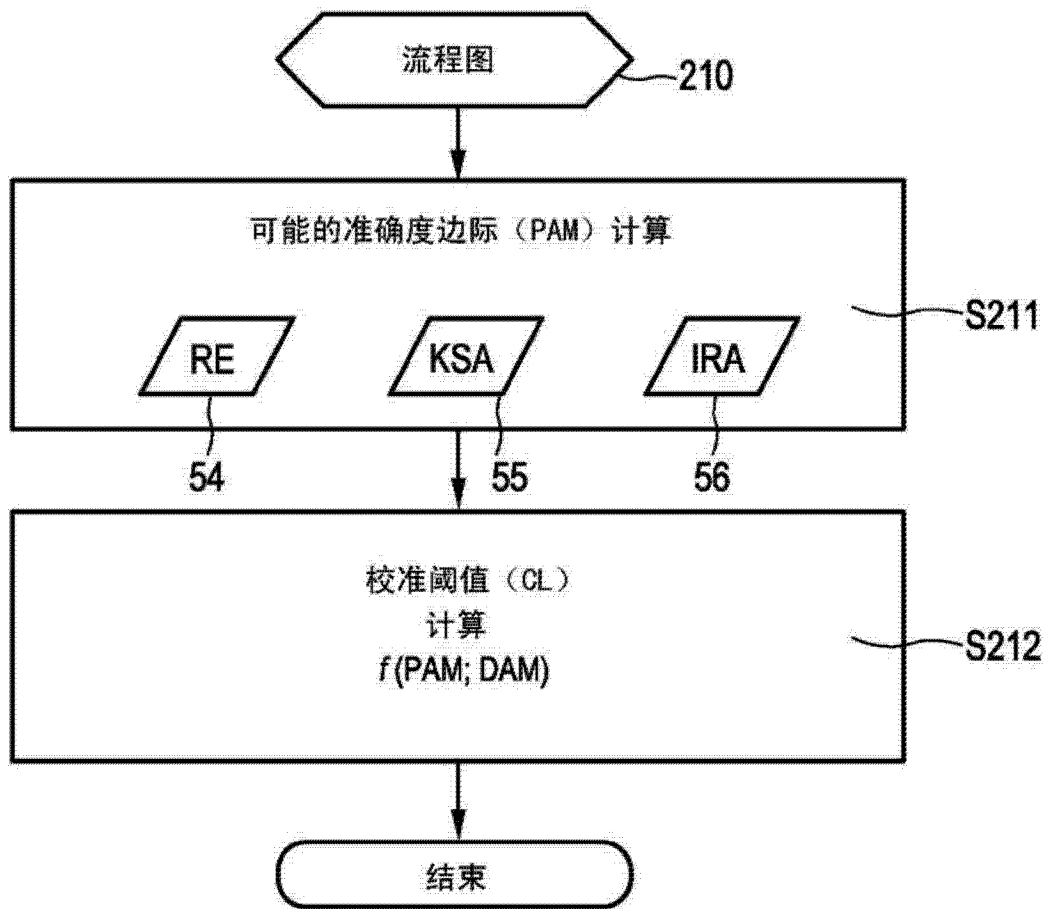 流程图
210
可能的准确度边际（PAM）计算
S211
RE
KSA
IRA
54
55
56
校准阈值（CL）
计算
f (PAM; DAM)
S212
结束